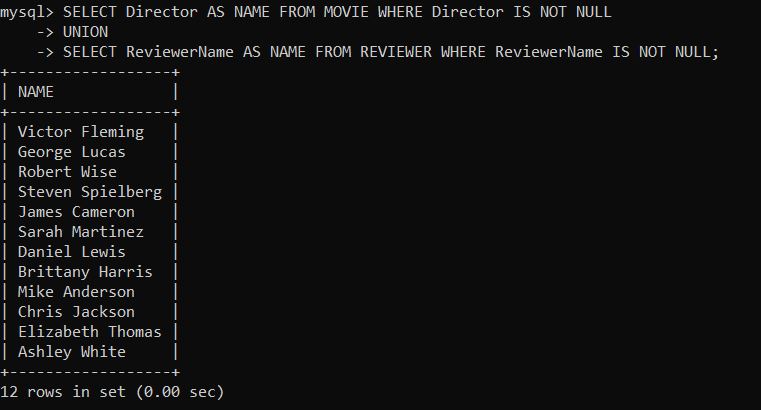 mysql> SELECT Director AS NAME FROM MOVIE WHERE Director IS NOT NULL
    -> UNION
    -> SELECT ReviewerName AS NAME FROM REVIEWER WHERE ReviewerName IS NOT NULL;
+------------------+
| NAME             |
+------------------+
| Victor Fleming   |
| George Lucas     |
| Robert Wise      |
| Steven Spielberg |
| James Cameron    |
| Sarah Martinez   |
| Daniel Lewis     |
| Brittany Harris  |
| Mike Anderson    |
| Chris Jackson    |
| Elizabeth Thomas |
| Ashley White     |
+------------------+
12 rows in set (0.00 sec)